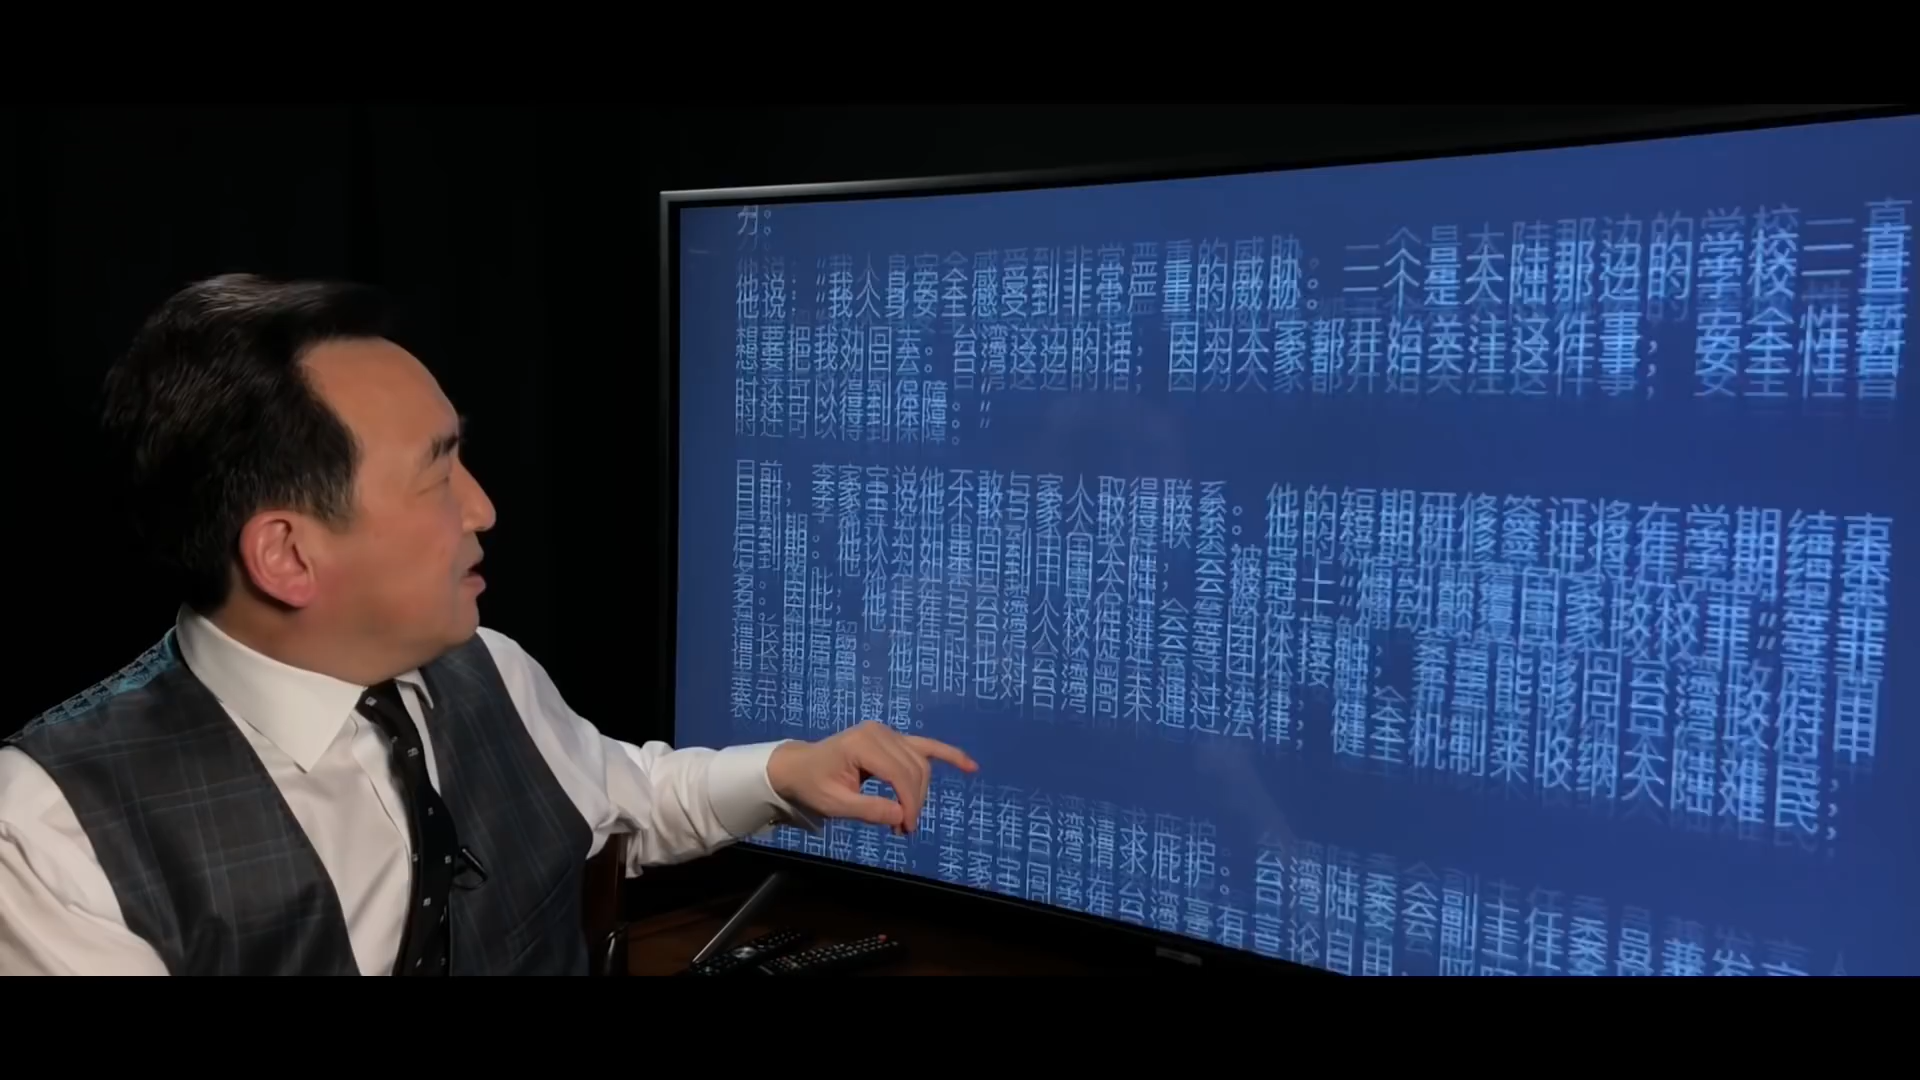 他说：“我人身安全感受到非常严重的威胁。一个是大陆那边的学校一直
想要把我劝回去。台湾这边的话，因为大家都开始关注这件事，安全性暂
时还可以得到保障。”
目前，李家宝说他不敢与家人取得联系。他的短期研修签证将在学期结束
后到期。他认为如果回到中国大陆，会被冠上“煽动颠覆国家政权罪”等罪
名。因此，他正在与台湾人权促进会等团体接触，希望能够向台湾政府申
请长期居留。他同时也对台湾尚未通过法律，健全机制来收纳大陆难民，
表示遗憾和疑虑。
陆学生在台湾请求庇护。台湾陆委会副主任委员兼发言人
表示，李家宝同学在台湾享有言论自由，